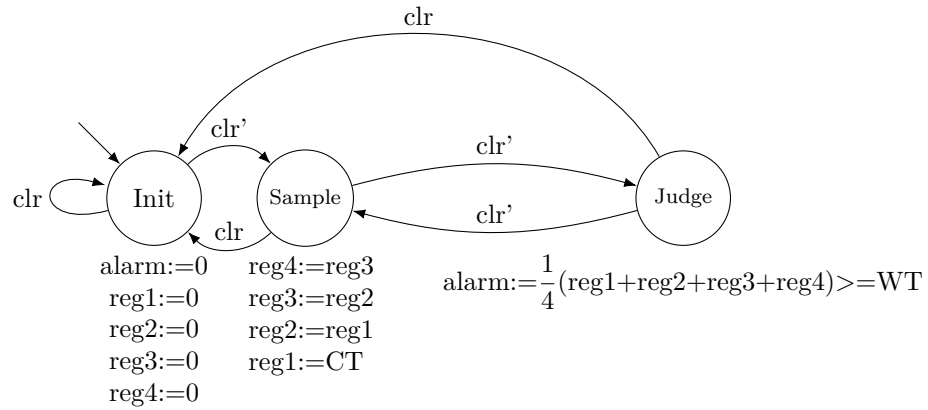 clr
clr'
clr'
clr
Init
Sample
Judge
clr
clr'
alarm:=0
reg1:=0
reg2:=0
reg3:=0
reg4:=0
reg4:=reg3
reg3:=reg2
reg2:=reg1
reg1:=CT
alarm:=1/4(reg1+reg2+reg3+reg4)>=WT